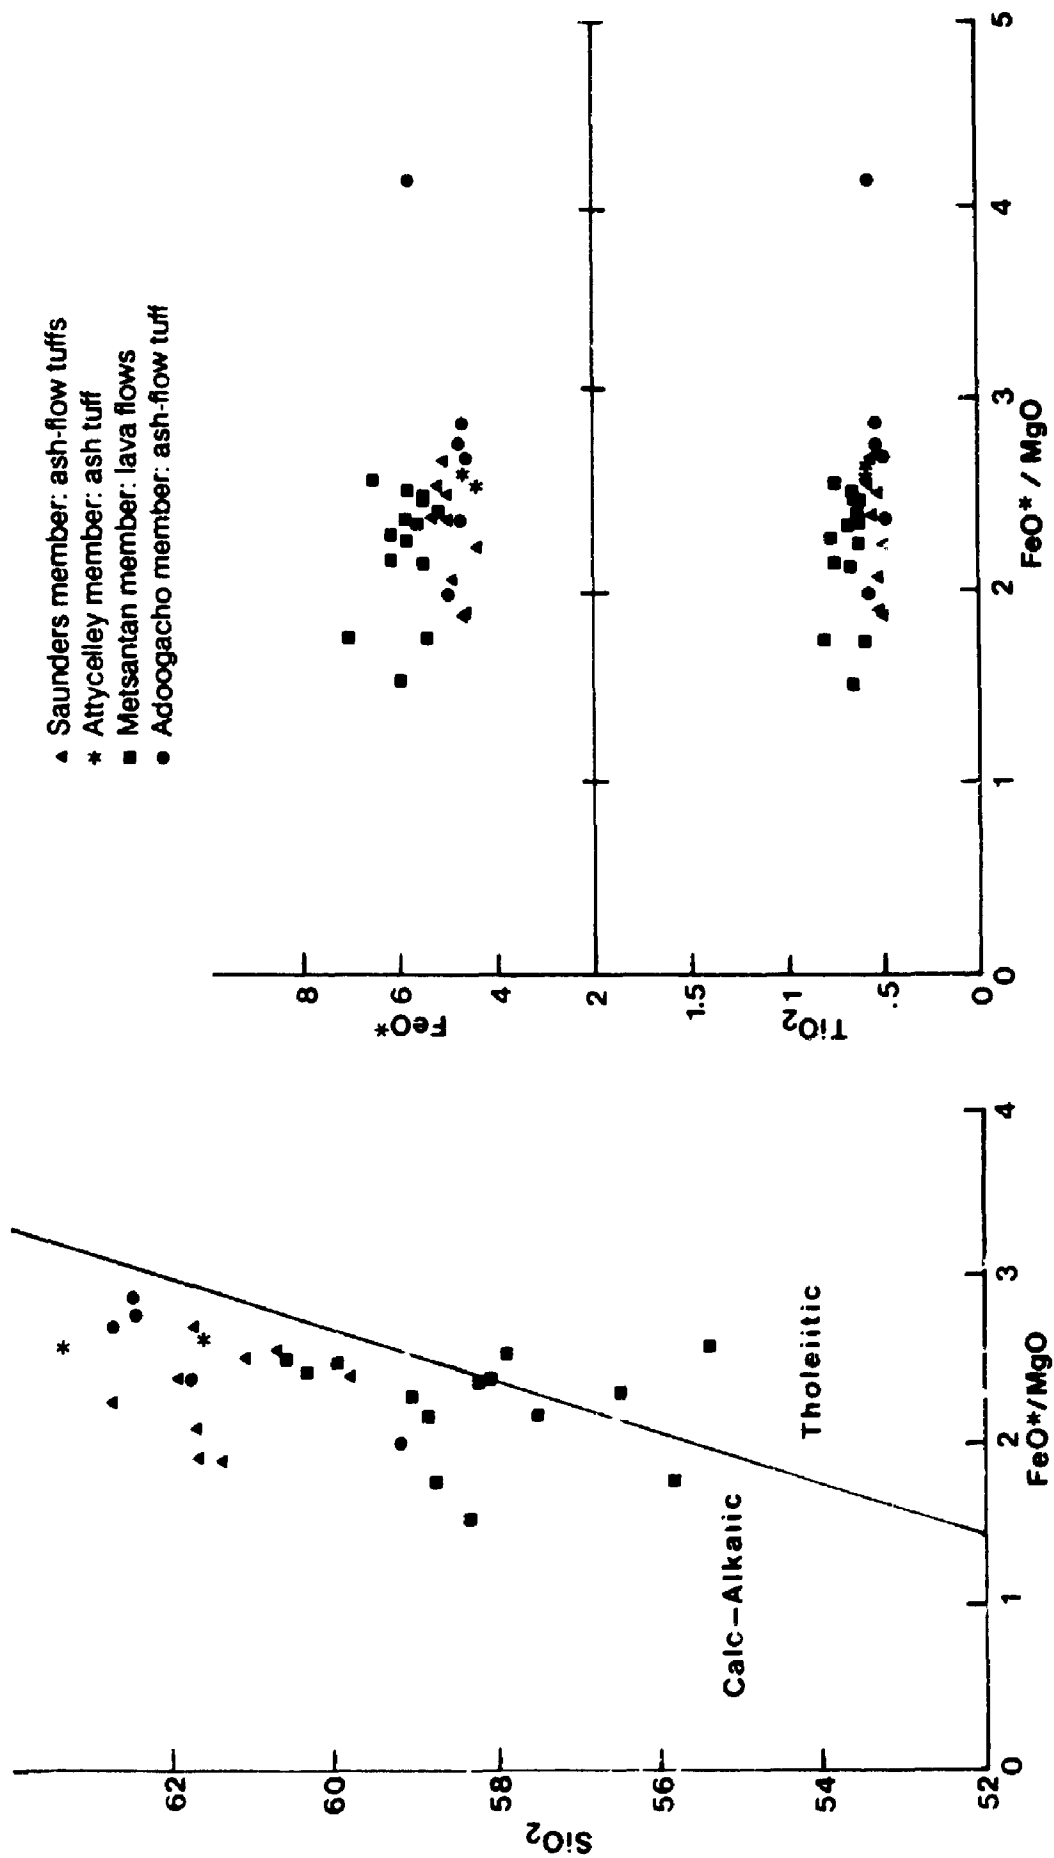 ▲ Saunders member: ash-flow tuffs
* Attycelley member: ash tuff
■ Metsantan member: lava flows
● Adoogacho member: ash-flow tuff
SiO2
62
60
58
56
54
52
0
1
2
3
4
FeO*/MgO
Calc-Alkalic
Tholeiitic
FeO*
8
6
4
2
TiO2
1.5
1
.5
0
0
1
2
3
4
5
FeO* / MgO